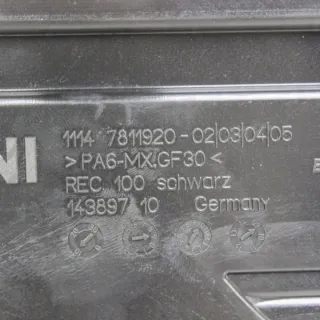 1114 7811920-02|03|04|05
NI >PA6-MX.GF30<
REC 100 schwarz
143897 10 Germany